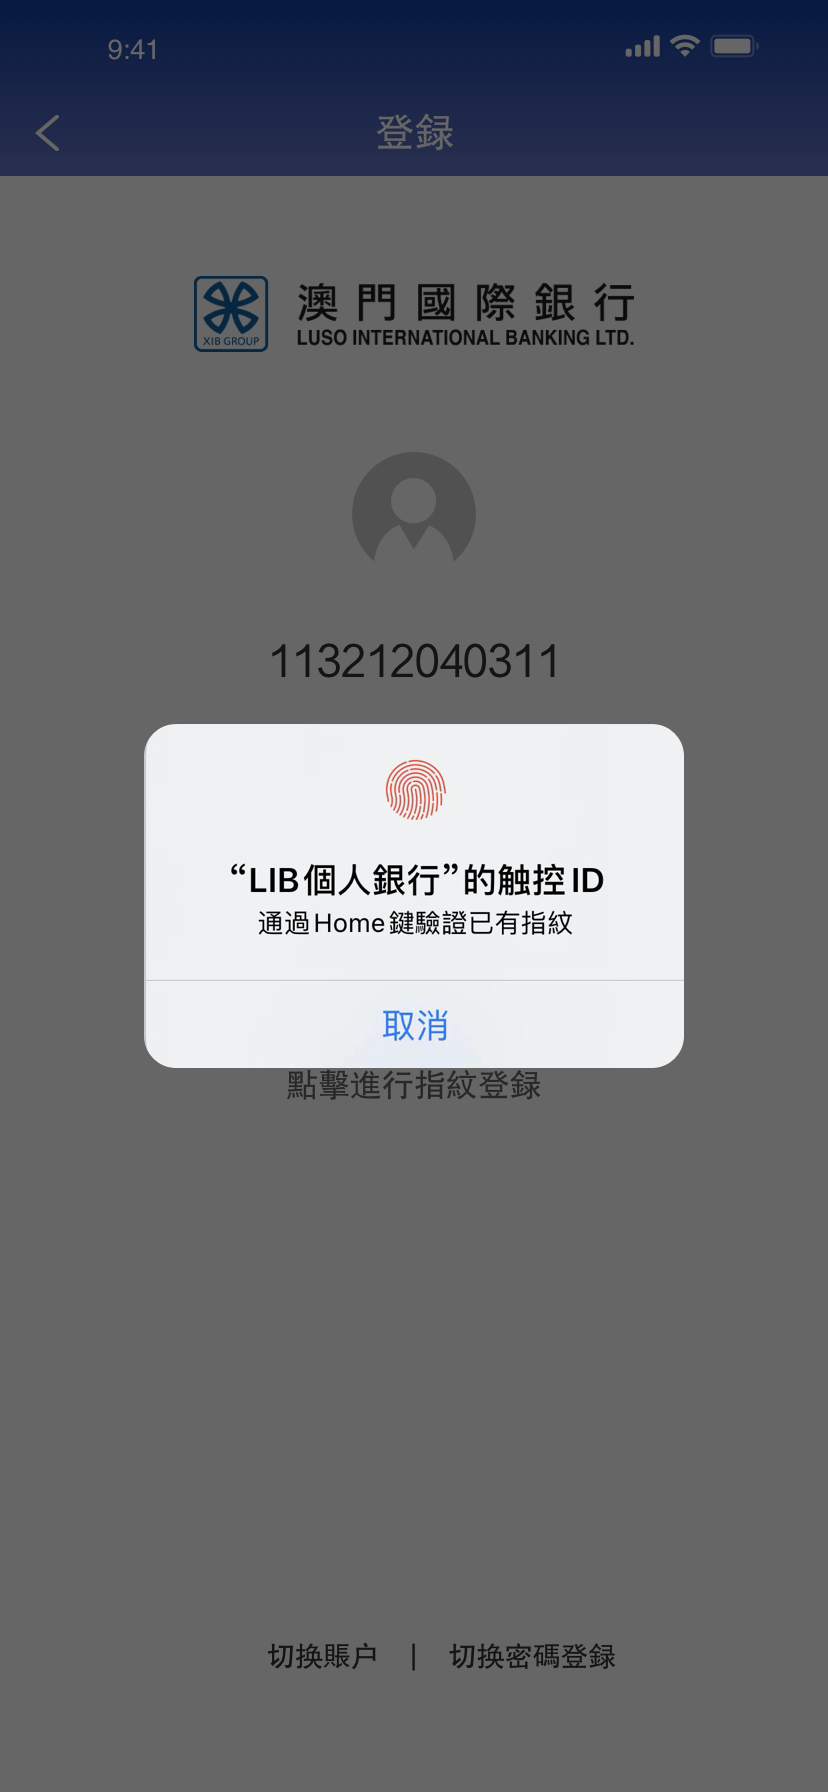 9:41
登録
澳門國際銀行
XIB GROUP
LUSO INTERNATIONAL BANKING LTD.
113212040311
“LIB個人銀行”的触控ID
通過Home鍵驗證已有指紋
取消
點擊進行指紋登録
切换賬户 | 切换密碼登録